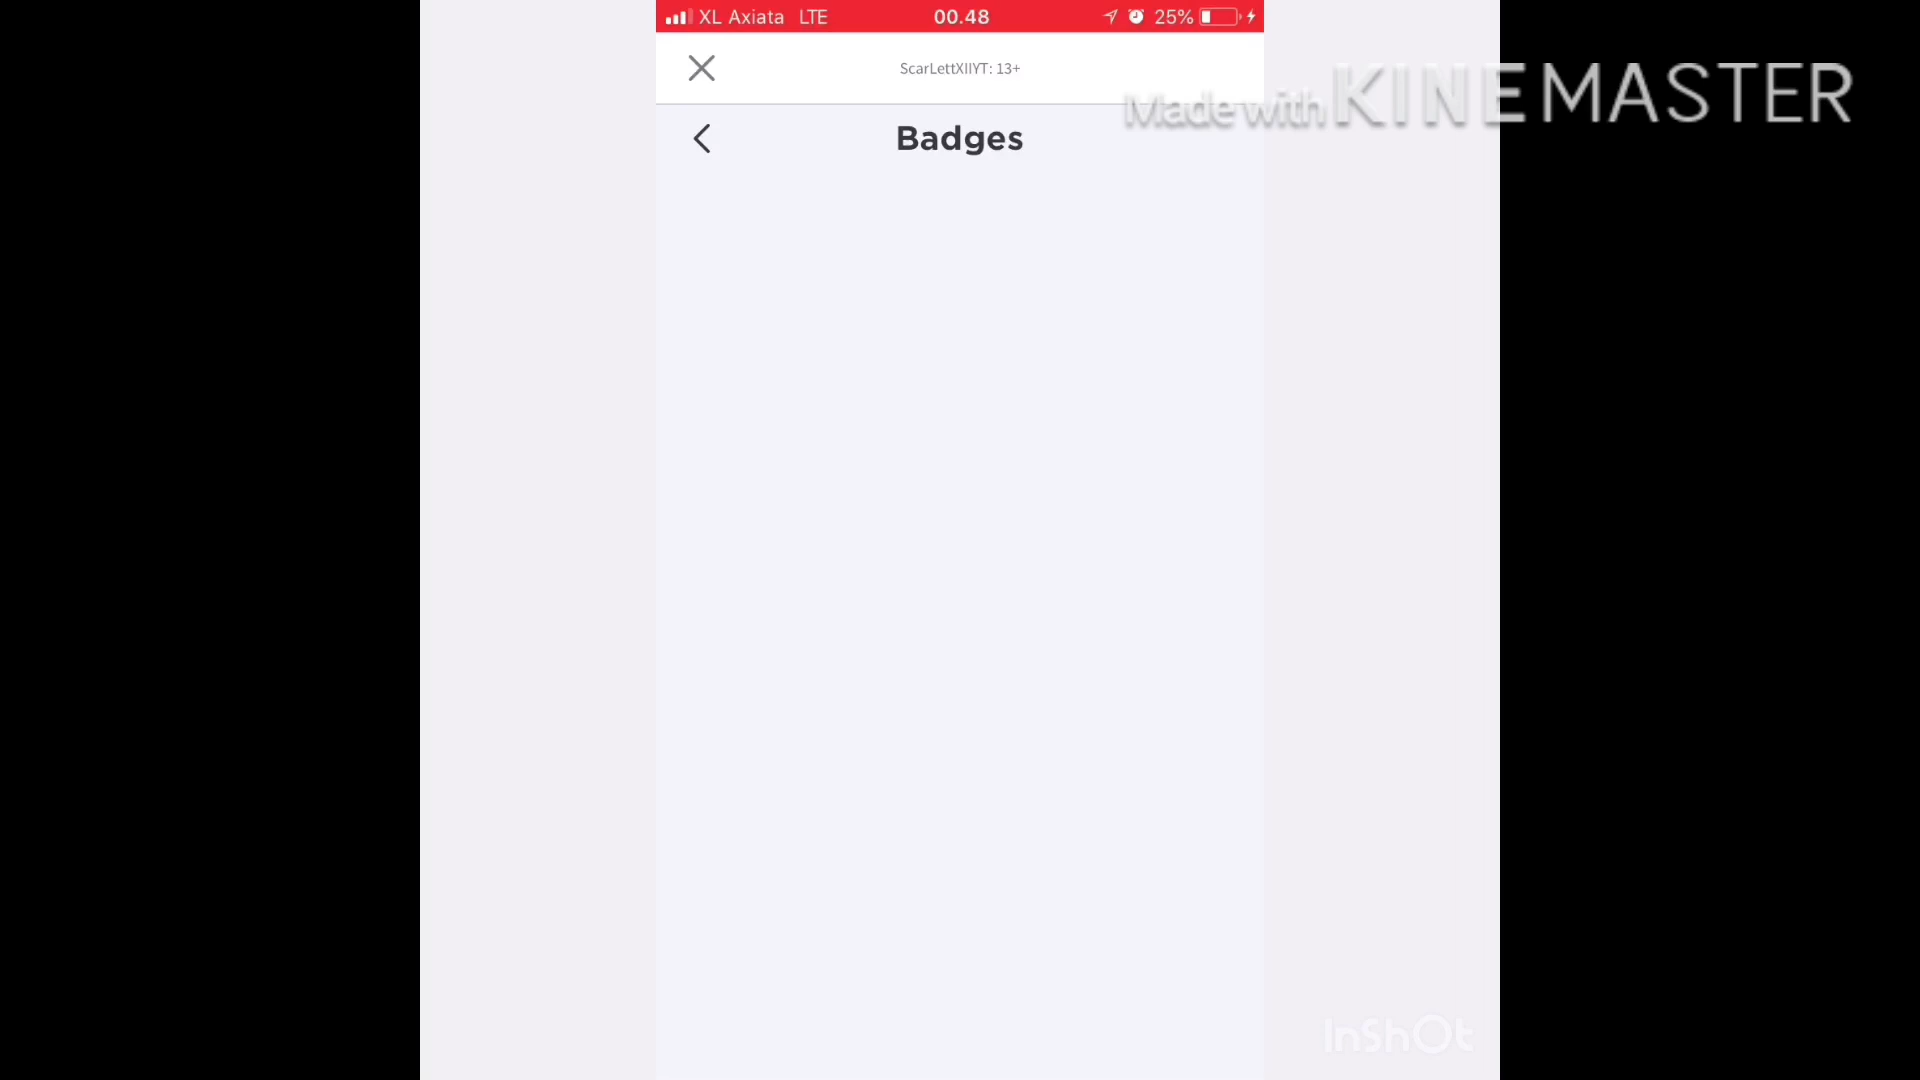 XL Axiata LTE 00.48 25%
ScarLettXIIYT: 13+
Made with KINEMASTER
Badges
InShOt